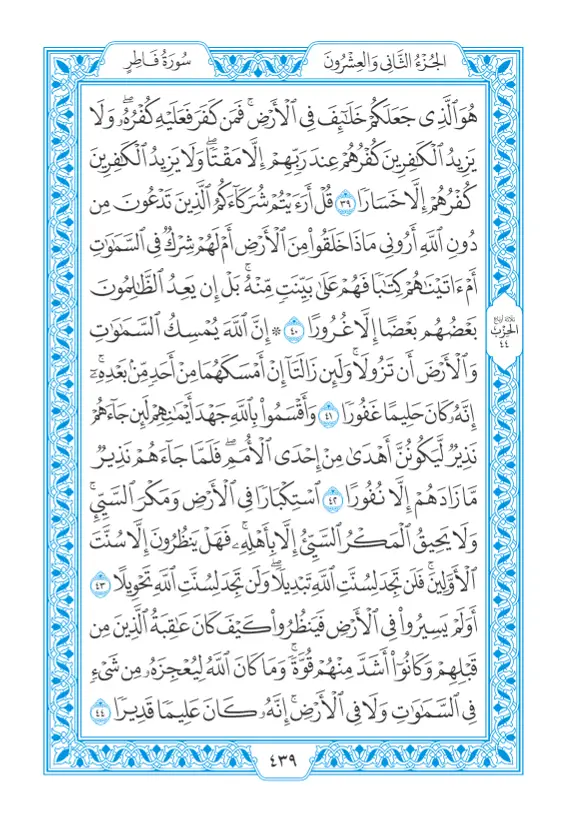 الجُزْءُ الثَّانِي وَالعِشْرُونَ
سُورَةُ فَاطِرٍ
هُوَ ٱلَّذِي جَعَلَكُمْ خَلَٰٓئِفَ فِي ٱلْأَرْضِۚ فَمَن كَفَرَ فَعَلَيْهِ كُفْرُهُۥۖ وَلَا
يَزِيدُ ٱلْكَٰفِرِينَ كُفْرُهُمْ عِندَ رَبِّهِمْ إِلَّا مَقْتًاۖ وَلَا يَزِيدُ ٱلْكَٰفِرِينَ
كُفْرُهُمْ إِلَّا خَسَارًا ٣٩ قُلْ أَرَءَيْتُمْ شُرَكَآءَكُمُ ٱلَّذِينَ تَدْعُونَ مِن
دُونِ ٱللَّهِ أَرُونِي مَاذَا خَلَقُوا۟ مِنَ ٱلْأَرْضِ أَمْ لَهُمْ شِرْكٌ فِي ٱلسَّمَٰوَٰتِ
أَمْ ءَاتَيْنَٰهُمْ كِتَٰبًا فَهُمْ عَلَىٰ بَيِّنَتٍ مِّنْهُۚ بَلْ إِن يَعِدُ ٱلظَّٰلِمُونَ
بَعْضُهُم بَعْضًا إِلَّا غُرُورًا ٤٠ ۞ إِنَّ ٱللَّهَ يُمْسِكُ ٱلسَّمَٰوَٰتِ
وَٱلْأَرْضَ أَن تَزُولَاۚ وَلَئِن زَالَتَآ إِنْ أَمْسَكَهُمَا مِنْ أَحَدٍ مِّنۢ بَعْدِهِۦٓۚ
إِنَّهُۥ كَانَ حَلِيمًا غَفُورًا ٤١ وَأَقْسَمُوا۟ بِٱللَّهِ جَهْدَ أَيْمَٰنِهِمْ لَئِن جَآءَهُمْ
نَذِيرٌ لَّيَكُونُنَّ أَهْدَىٰ مِنْ إِحْدَى ٱلْأُمَمِۖ فَلَمَّا جَآءَهُمْ نَذِيرٌ
مَّا زَادَهُمْ إِلَّا نُفُورًا ٤٢ ٱسْتِكْبَارًا فِي ٱلْأَرْضِ وَمَكْرَ ٱلسَّيِّئِۚ
وَلَا يَحِيقُ ٱلْمَكْرُ ٱلسَّيِّئُ إِلَّا بِأَهْلِهِۦۚ فَهَلْ يَنظُرُونَ إِلَّا سُنَّتَ
ٱلْأَوَّلِينَۚ فَلَن تَجِدَ لِسُنَّتِ ٱللَّهِ تَبْدِيلًاۖ وَلَن تَجِدَ لِسُنَّتِ ٱللَّهِ تَحْوِيلًا ٤٣
أَوَلَمْ يَسِيرُوا۟ فِي ٱلْأَرْضِ فَيَنظُرُوا۟ كَيْفَ كَانَ عَٰقِبَةُ ٱلَّذِينَ مِن
قَبْلِهِمْ وَكَانُوٓا۟ أَشَدَّ مِنْهُمْ قُوَّةًۚ وَمَا كَانَ ٱللَّهُ لِيُعْجِزَهُۥ مِن شَيْءٍ
فِي ٱلسَّمَٰوَٰتِ وَلَا فِي ٱلْأَرْضِۚ إِنَّهُۥ كَانَ عَلِيمًا قَدِيرًا ٤٤
ثلاثة أرباع
الحِزْب
٤٤
٤٣٩